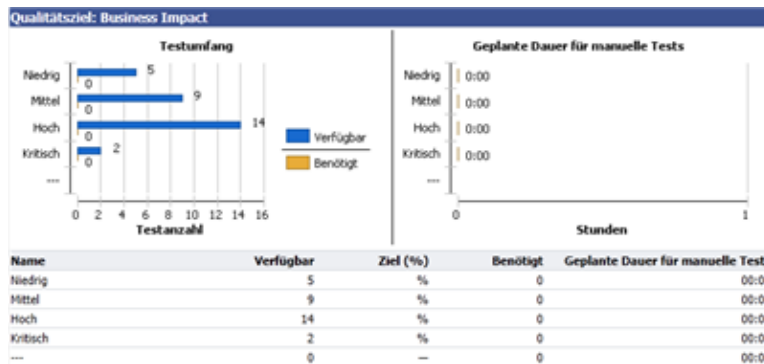 Qualitätsziel: Business Impact
Testumfang
Niedrig 5
0
Mittel 9
0
Hoch 14
0
Kritisch 2
0
---
0 2 4 6 8 10 12 14 16
Testanzahl
Verfügbar
Benötigt
Geplante Dauer für manuelle Tests
Niedrig 0:00
Mittel 0:00
Hoch 0:00
Kritisch 0:00
---
0 1
Stunden
Name Verfügbar Ziel (%) Benötigt Geplante Dauer für manuelle Test
Niedrig 5 % 0 00:0
Mittel 9 % 0 00:0
Hoch 14 % 0 00:0
Kritisch 2 % 0 00:0
--- 0 — 0 00:0